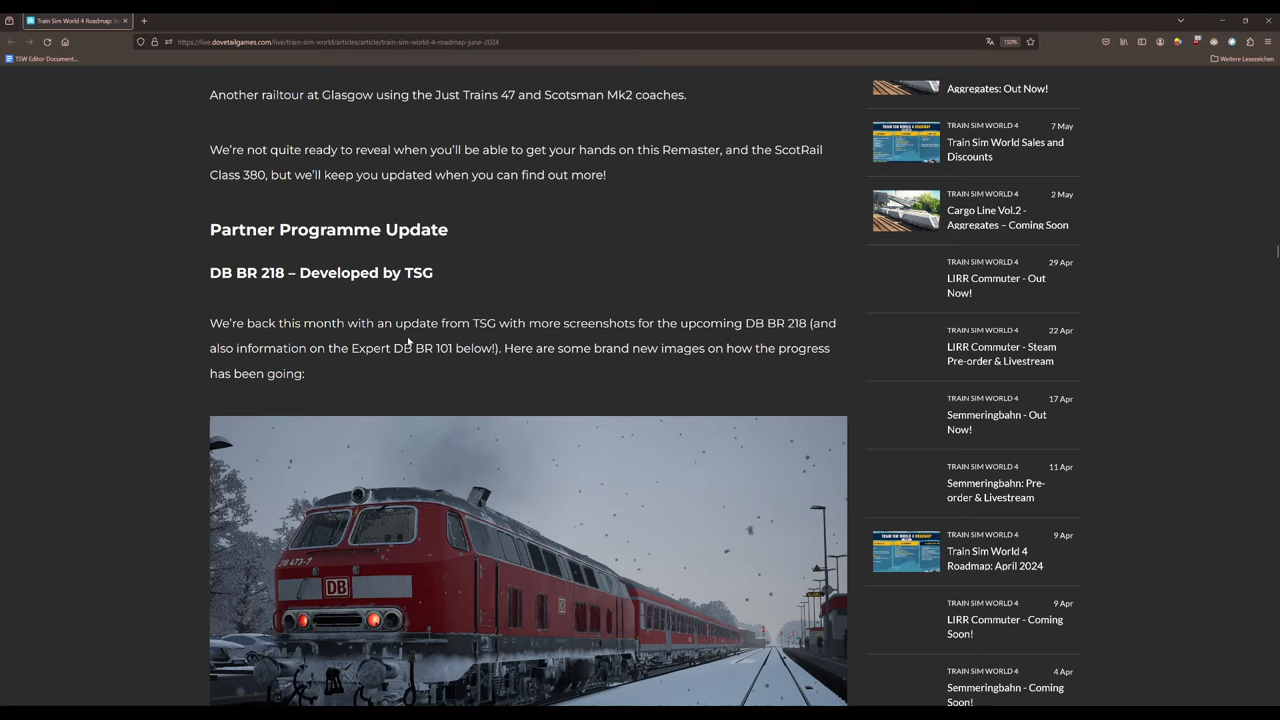 Train Sim World 4 Roadmap: Ju
https://live.dovetailgames.com/live/train-sim-world/articles/article/train-sim-world-4-roadmap-june-2024
150%
TSW Editor Document...
Weitere Lesezeichen
Another railtour at Glasgow using the Just Trains 47 and Scotsman Mk2 coaches.
We're not quite ready to reveal when you'll be able to get your hands on this Remaster, and the ScotRail
Class 380, but we'll keep you updated when you can find out more!
Partner Programme Update
DB BR 218 – Developed by TSG
We're back this month with an update from TSG with more screenshots for the upcoming DB BR 218 (and
also information on the Expert DB BR 101 below!). Here are some brand new images on how the progress
has been going:
218 473-7
DB
DB
Aggregates: Out Now!
TRAIN SIM WORLD 4 7 May
Train Sim World Sales and
Discounts
TRAIN SIM WORLD 4 2 May
Cargo Line Vol.2 -
Aggregates – Coming Soon
TRAIN SIM WORLD 4 29 Apr
LIRR Commuter - Out
Now!
TRAIN SIM WORLD 4 22 Apr
LIRR Commuter - Steam
Pre-order & Livestream
TRAIN SIM WORLD 4 17 Apr
Semmeringbahn - Out
Now!
TRAIN SIM WORLD 4 11 Apr
Semmeringbahn: Pre-
order & Livestream
TRAIN SIM WORLD 4 9 Apr
Train Sim World 4
Roadmap: April 2024
TRAIN SIM WORLD 4 9 Apr
LIRR Commuter - Coming
Soon!
TRAIN SIM WORLD 4 4 Apr
Semmeringbahn - Coming
Soon!